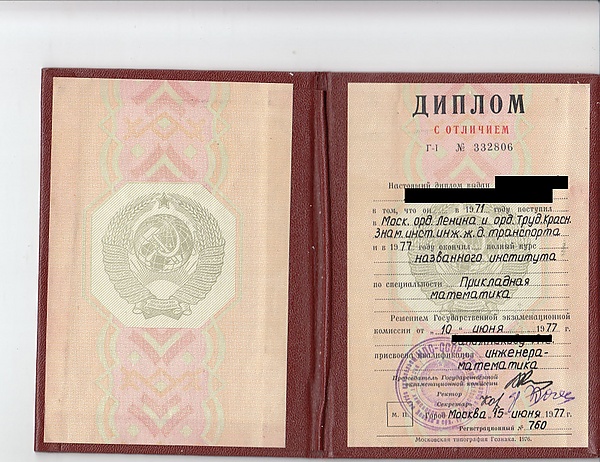 ДИПЛОМ
С ОТЛИЧИЕМ
Г-I № 332806
Настоящий диплом выдан
в том, что он в 1971 году поступил
в Моск. орд. Ленина и орд. Труд. Красн.
Знам. инст. инж. ж. д. транспорта
и в 1977 году окончил полный курс
названного института
по специальности Прикладная
математика
Решением Государственной экзаменационной
комиссии от 10 " июня 1977 г.
присвоена квалификация инженера-
математика
Председатель Государственной
экзаменационной комиссии
Ректор
Секретарь
М. П. Город Москва 15 июня 1977 г.
Регистрационный № 760
Московская типография Гознака. 1976.